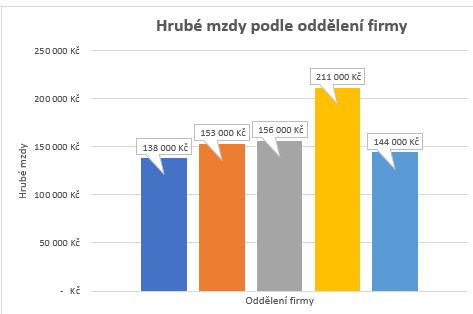 Hrubé mzdy podle oddělení firmy
250 000 Kč
200 000 Kč
150 000 Kč
100 000 Kč
50 000 Kč
- Kč
Hrubé mzdy
138 000 Kč
153 000 Kč
156 000 Kč
211 000 Kč
144 000 Kč
Oddělení firmy